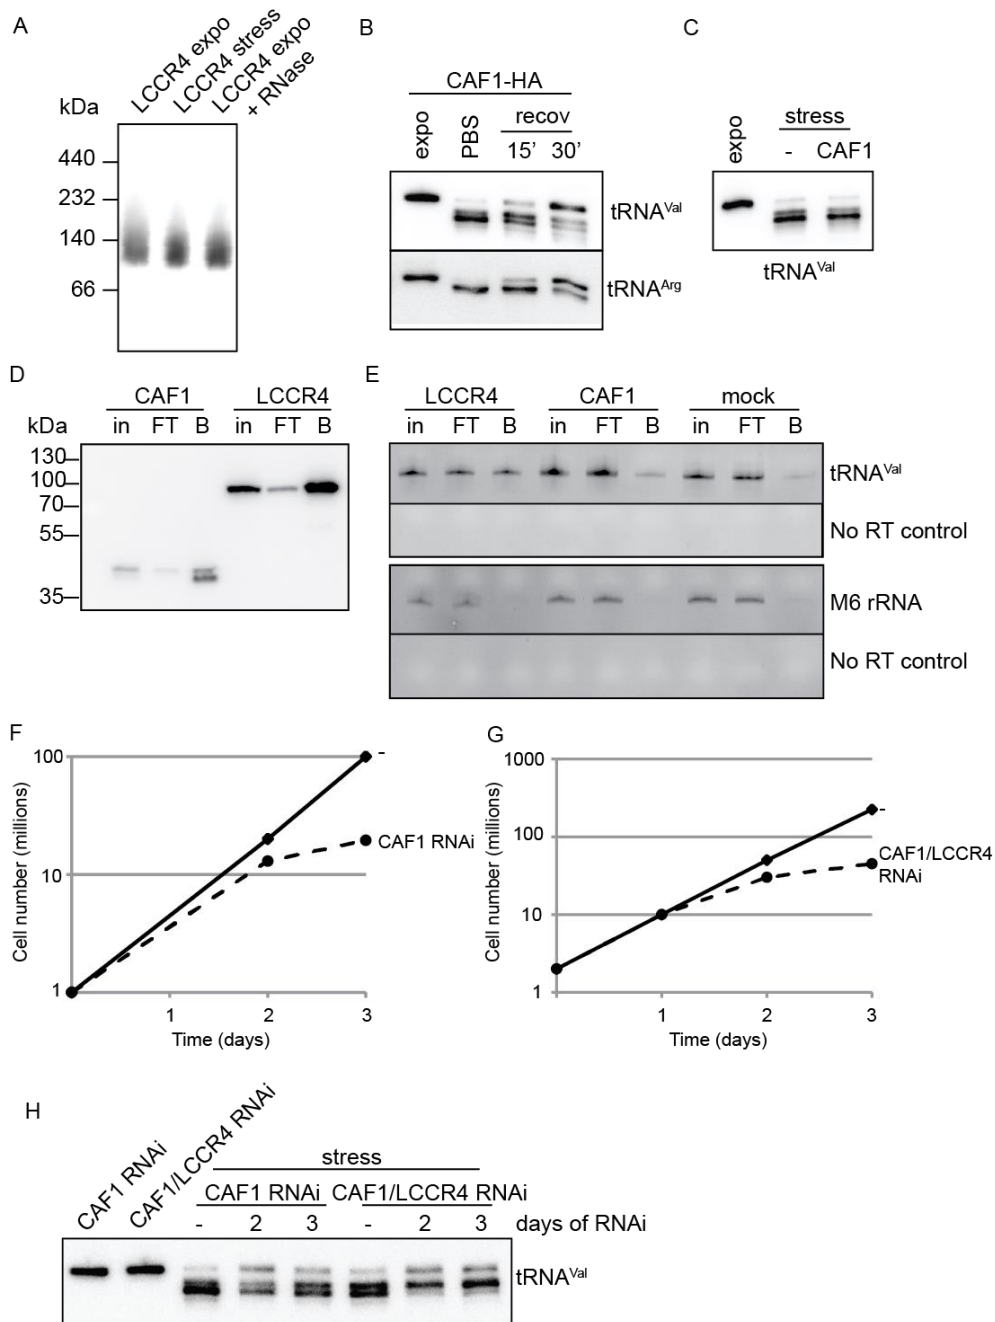 A
LCCR4 expo
LCCR4 stress
LCCR4 expo
+ RNase
kDa
440
232
140
66
B
CAF1-HA
expo
PBS
recov
15’ 30’
tRNAVal
tRNAArg
C
expo
stress
- CAF1
tRNAVal
D
CAF1 LCCR4
kDa in FT B in FT B
130
100
70
55
35
E
LCCR4 CAF1 mock
in FT B in FT B in FT B
tRNAVal
No RT control
M6 rRNA
No RT control
F
Cell number (millions)
100
10
1
-
CAF1 RNAi
1 2 3
Time (days)
G
Cell number (millions)
1000
100
10
1
-
CAF1/LCCR4
RNAi
1 2 3
Time (days)
H
CAF1 RNAi
CAF1/LCCR4 RNAi
stress
CAF1 RNAi CAF1/LCCR4 RNAi
- 2 3 - 2 3 days of RNAi
tRNAVal